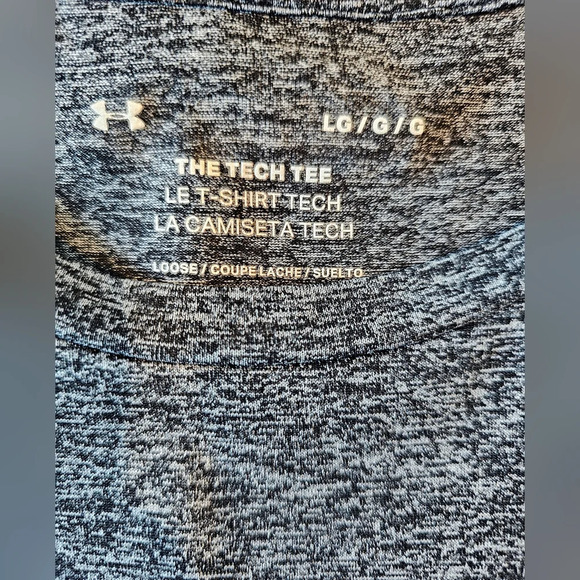 LG / G / G
THE TECH TEE
LE T-SHIRT TECH
LA CAMISETA TECH
LOOSE / COUPE LACHE / SUELTO